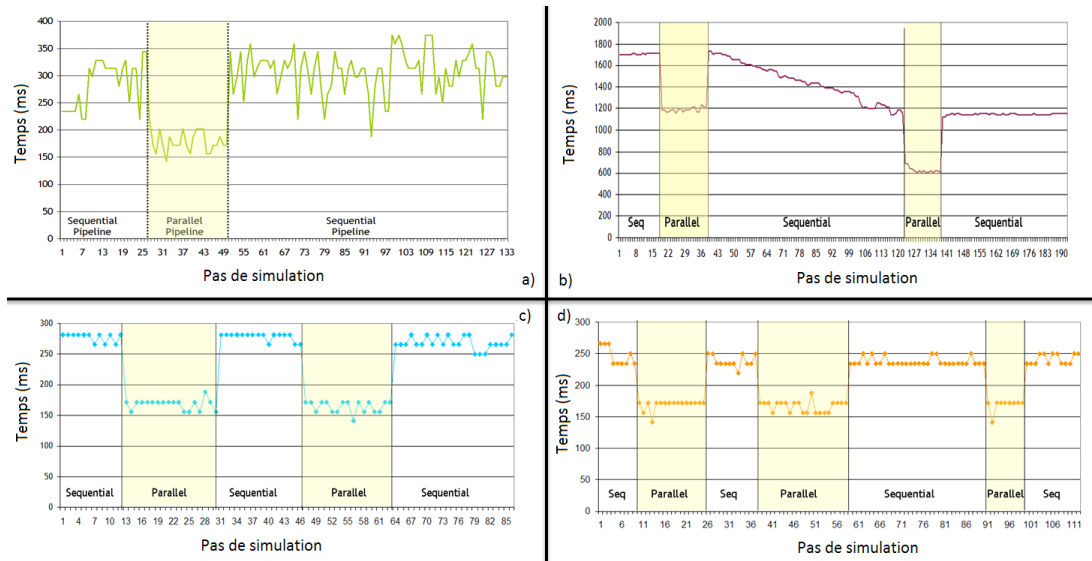 400
350
300
250
200
150
100
50
0
Temps (ms)
Sequential Pipeline
Parallel Pipeline
Sequential Pipeline
1 7 13 19 25 31 37 43 49 55 61 67 73 79 85 91 97 103 109 115 121 127 133
Pas de simulation
a)
2000
1800
1600
1400
1200
1000
800
600
400
200
0
Temps (ms)
Seq Parallel Sequential Parallel Sequential
1 8 15 22 29 36 43 50 57 64 71 78 85 92 99 106 113 120 127 134 141 148 155 162 169 176 183 190
Pas de simulation
b)
c)
300
250
200
150
100
50
0
Temps (ms)
Sequential Parallel Sequential Parallel Sequential
1 4 7 10 13 16 19 22 25 28 31 34 37 40 43 46 49 52 55 58 61 64 67 70 73 76 79 82 85
Pas de simulation
d)
300
250
200
150
100
50
0
Temps (ms)
Seq Parallel Seq Parallel Sequential Parallel Seq
1 6 11 16 21 26 31 36 41 46 51 56 61 66 71 76 81 86 91 96 101 106 111
Pas de simulation